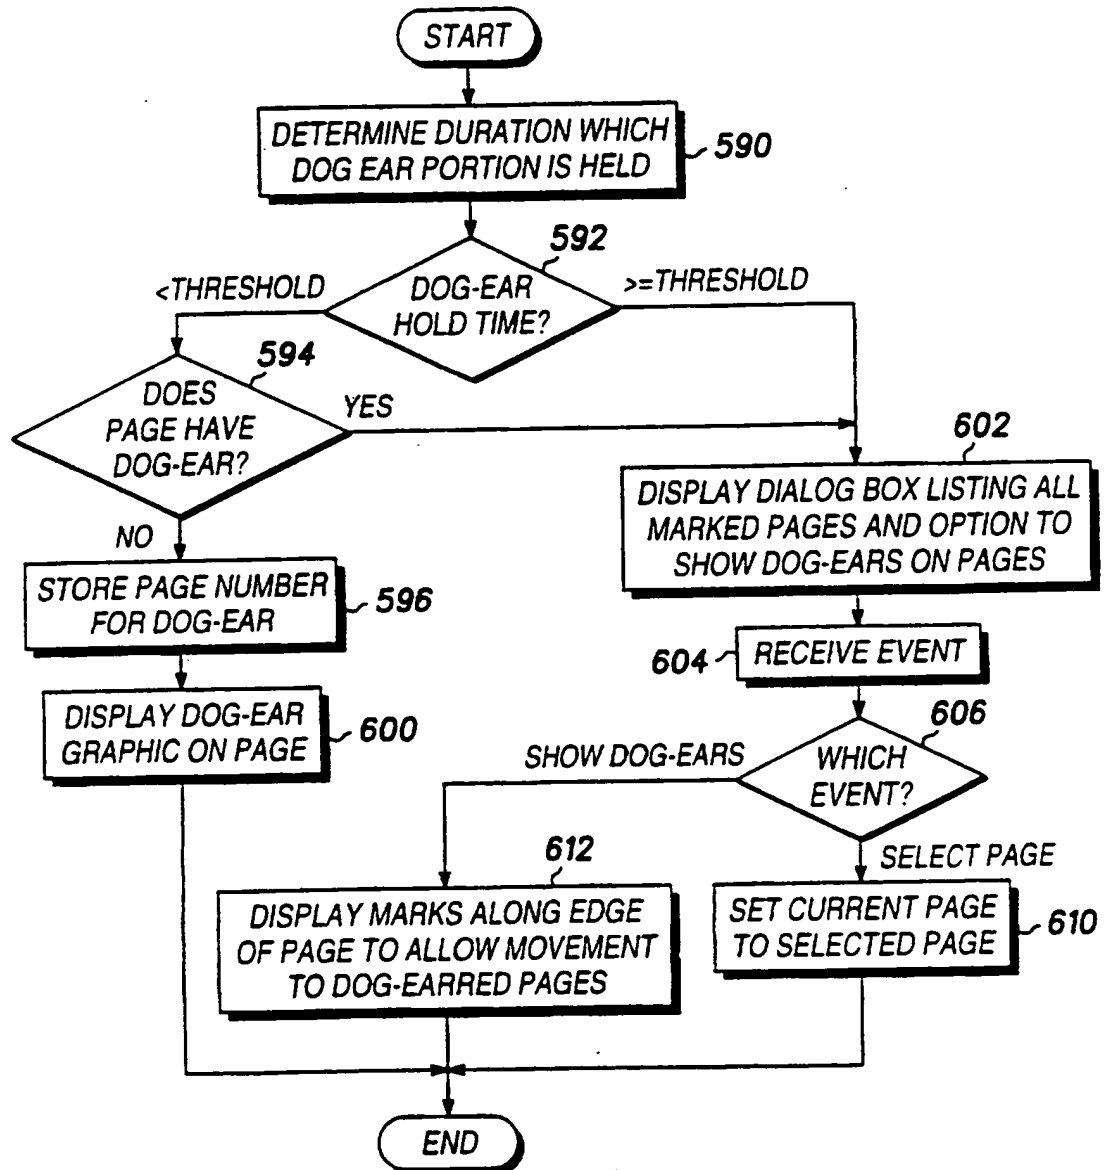 START
DETERMINE DURATION WHICH
DOG EAR PORTION IS HELD
590
592
<THRESHOLD
DOG-EAR
HOLD TIME?
>=THRESHOLD
594
DOES
PAGE HAVE
DOG-EAR?
YES
602
DISPLAY DIALOG BOX LISTING ALL
MARKED PAGES AND OPTION TO
SHOW DOG-EARS ON PAGES
NO
STORE PAGE NUMBER
FOR DOG-EAR
596
604
RECEIVE EVENT
DISPLAY DOG-EAR
GRAPHIC ON PAGE
600
606
SHOW DOG-EARS
WHICH
EVENT?
SELECT PAGE
612
DISPLAY MARKS ALONG EDGE
OF PAGE TO ALLOW MOVEMENT
TO DOG-EARRED PAGES
SET CURRENT PAGE
TO SELECTED PAGE
610
END